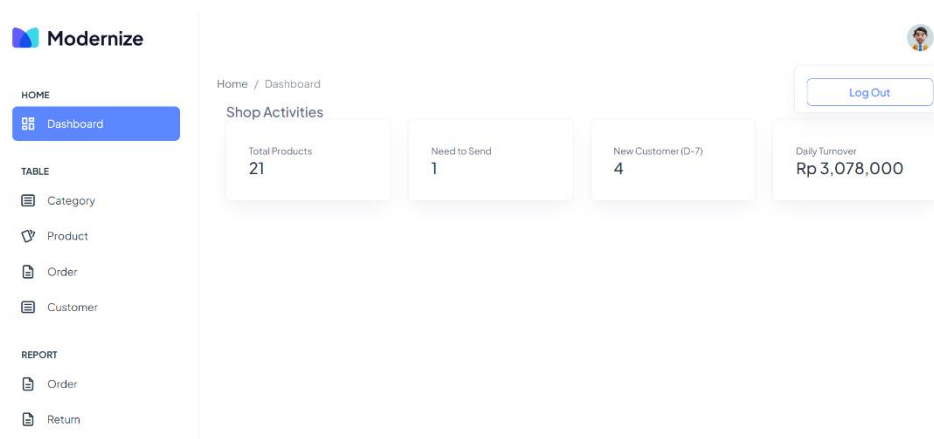 Modernize
HOME
Dashboard
TABLE
Category
Product
Order
Customer
REPORT
Order
Return
Home / Dashboard
Log Out
Shop Activities
Total Products
21
Need to Send
1
New Customer (D-7)
4
Daily Turnover
Rp 3,078,000